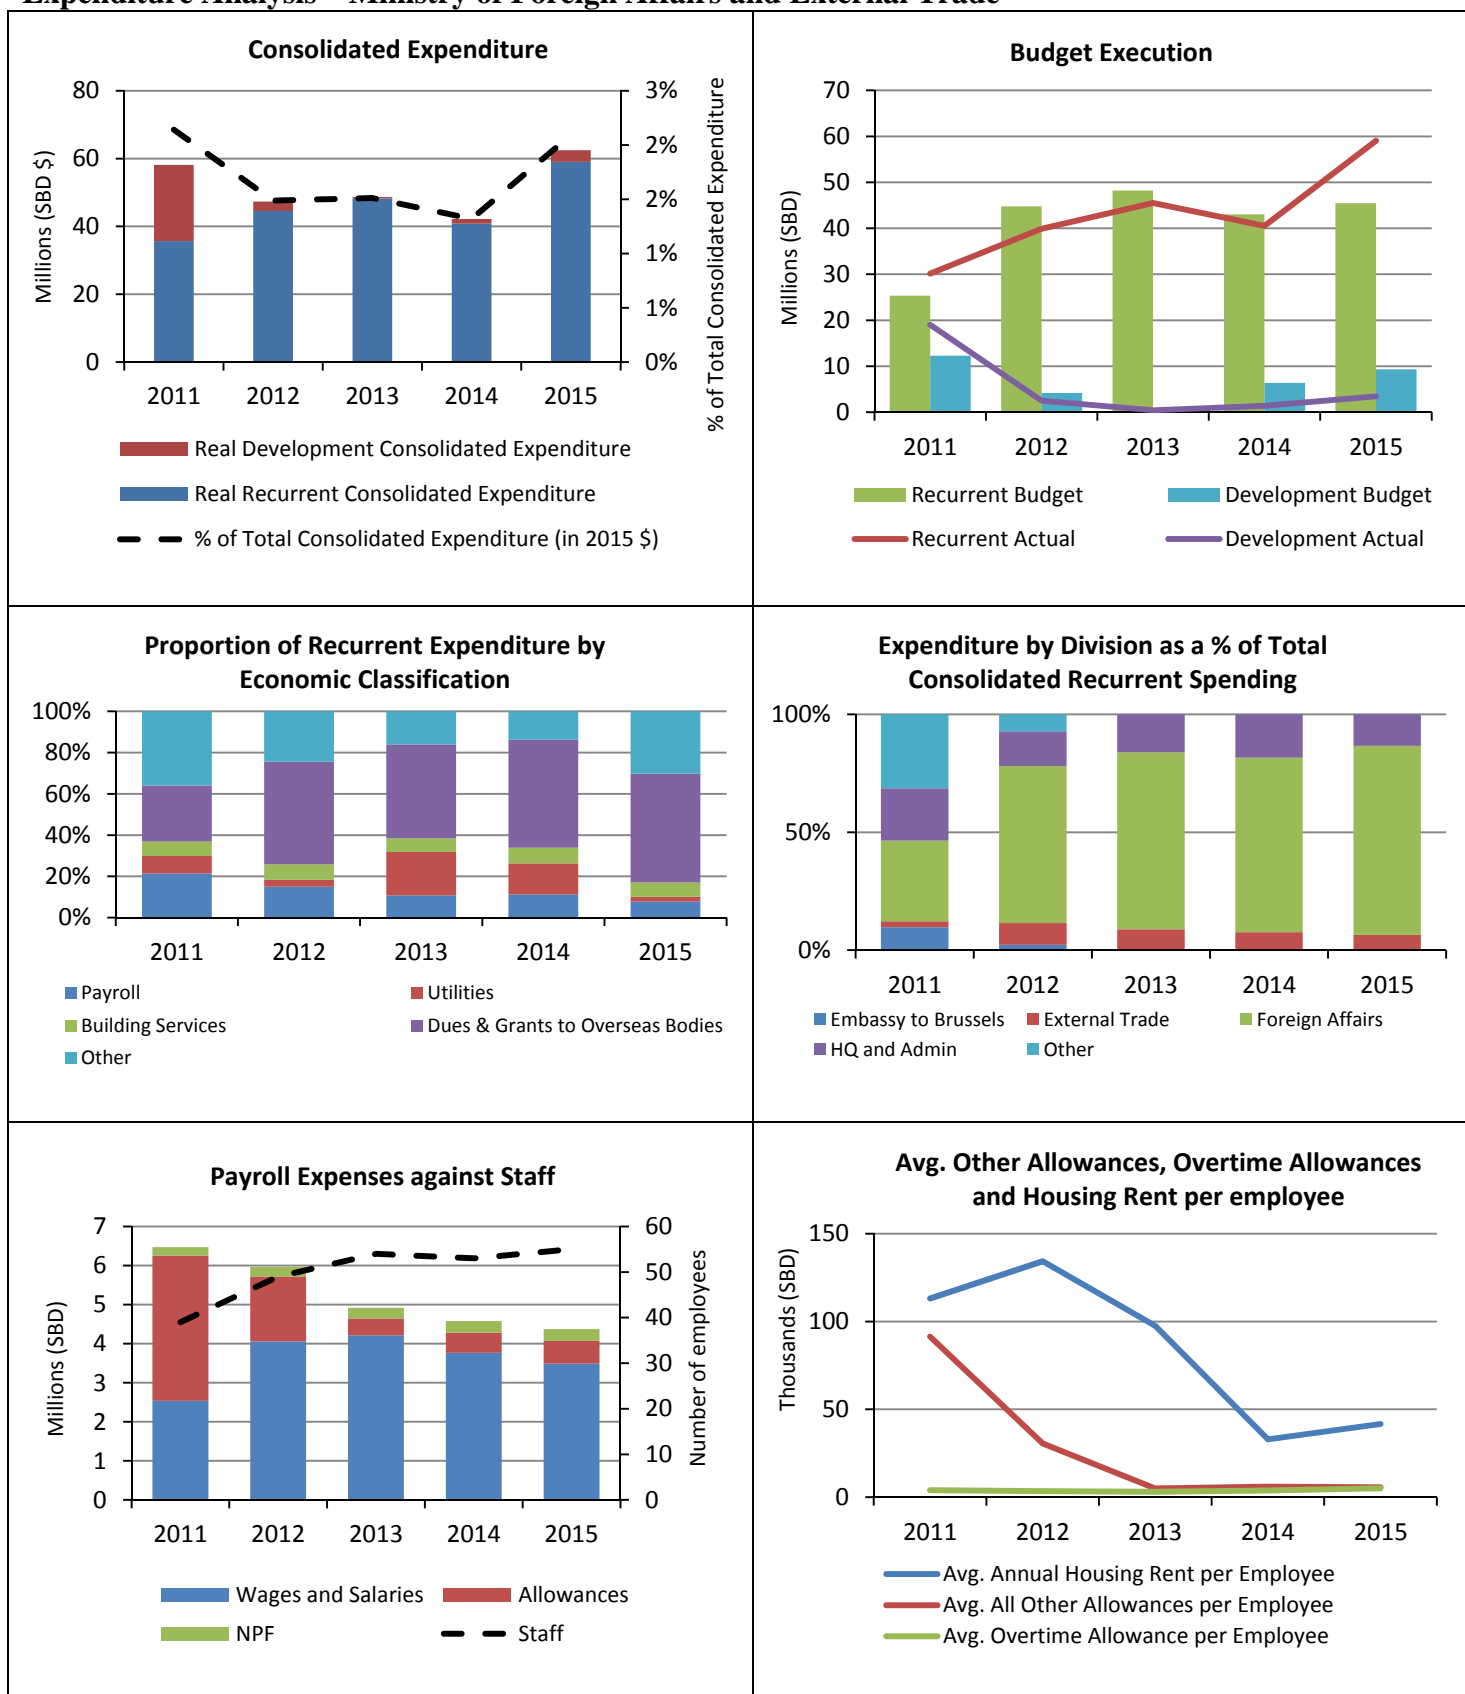 Expenditure Analysis – Ministry of Foreign Affairs and External Trade
Consolidated Expenditure
80
60
40
20
0
Millions (SBD $)
3%
2%
2%
1%
1%
0%
% of Total Consolidated Expenditure
2011 2012 2013 2014 2015
Real Development Consolidated Expenditure
Real Recurrent Consolidated Expenditure
% of Total Consolidated Expenditure (in 2015 $)
Budget Execution
70
60
50
40
30
20
10
0
Millions (SBD)
2011 2012 2013 2014 2015
Recurrent Budget Development Budget
Recurrent Actual Development Actual
Proportion of Recurrent Expenditure by
Economic Classification
100%
80%
60%
40%
20%
0%
2011 2012 2013 2014 2015
Payroll Utilities
Building Services Dues & Grants to Overseas Bodies
Other
Expenditure by Division as a % of Total
Consolidated Recurrent Spending
100%
50%
0%
2011 2012 2013 2014 2015
Embassy to Brussels External Trade Foreign Affairs
HQ and Admin Other
Payroll Expenses against Staff
7
6
5
4
3
2
1
0
Millions (SBD)
60
50
40
30
20
10
0
Number of employees
2011 2012 2013 2014 2015
Wages and Salaries Allowances
NPF Staff
Avg. Other Allowances, Overtime Allowances
and Housing Rent per employee
150
100
50
0
Thousands (SBD)
2011 2012 2013 2014 2015
Avg. Annual Housing Rent per Employee
Avg. All Other Allowances per Employee
Avg. Overtime Allowance per Employee